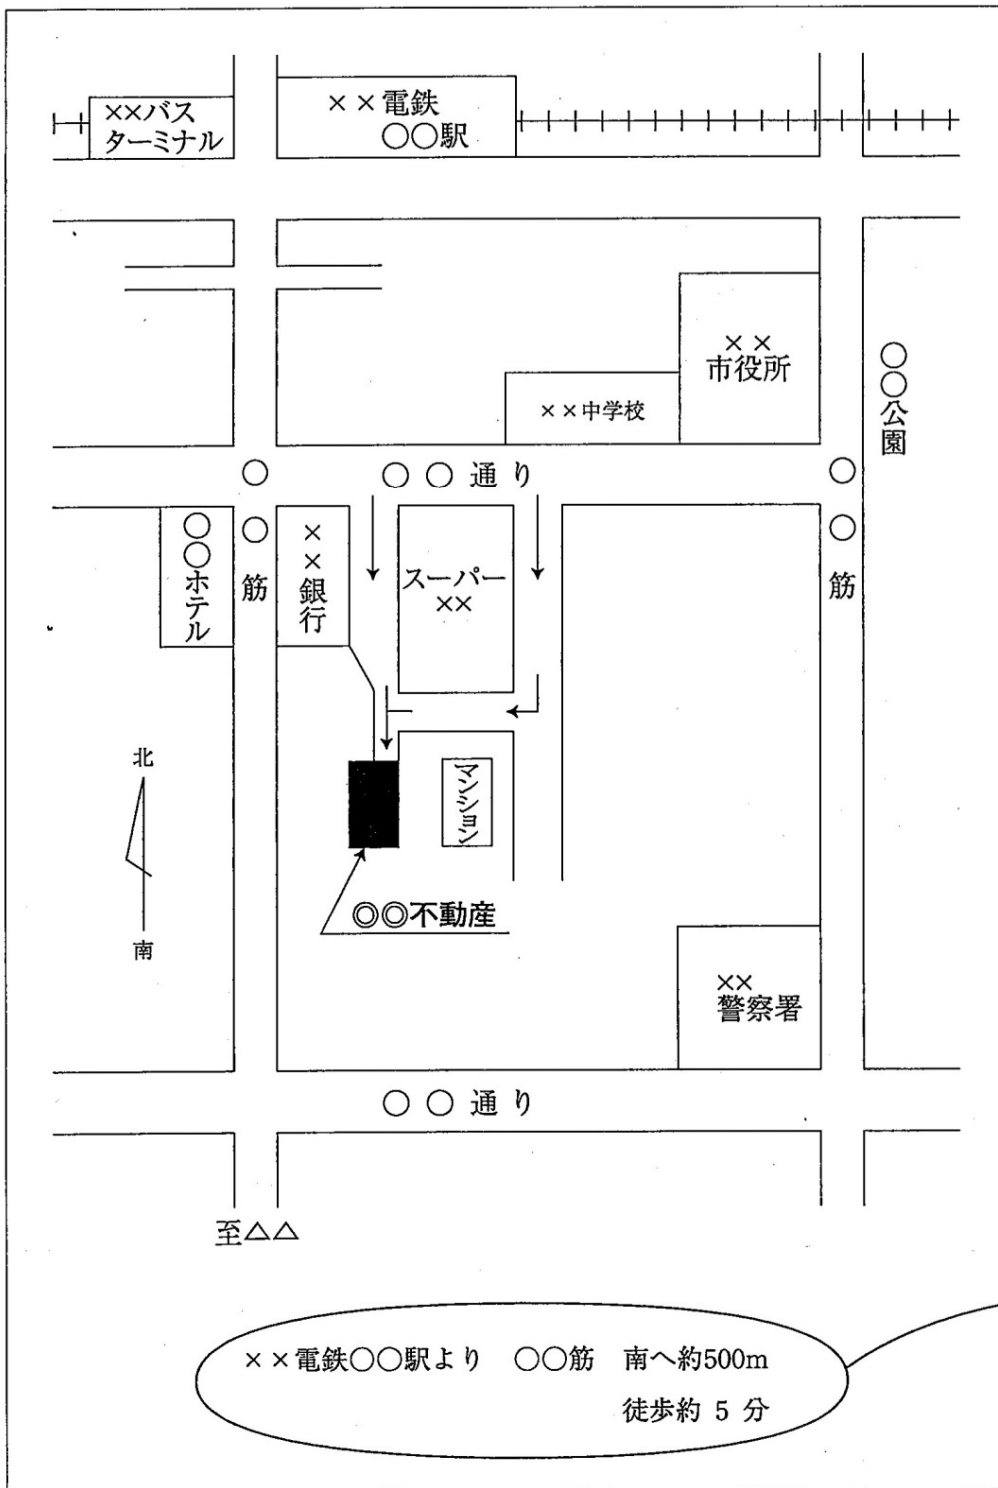 ××バス
ターミナル
××電鉄
○○駅
××
市役所
××中学校
○○公園
○○通り
○○筋
○○筋
○○ホテル
××銀行
スーパー
××
北
南
マンション
◎◎不動産
××
警察署
○○通り
至△△
××電鉄○○駅より ○○筋 南へ約500m
徒歩約 5 分